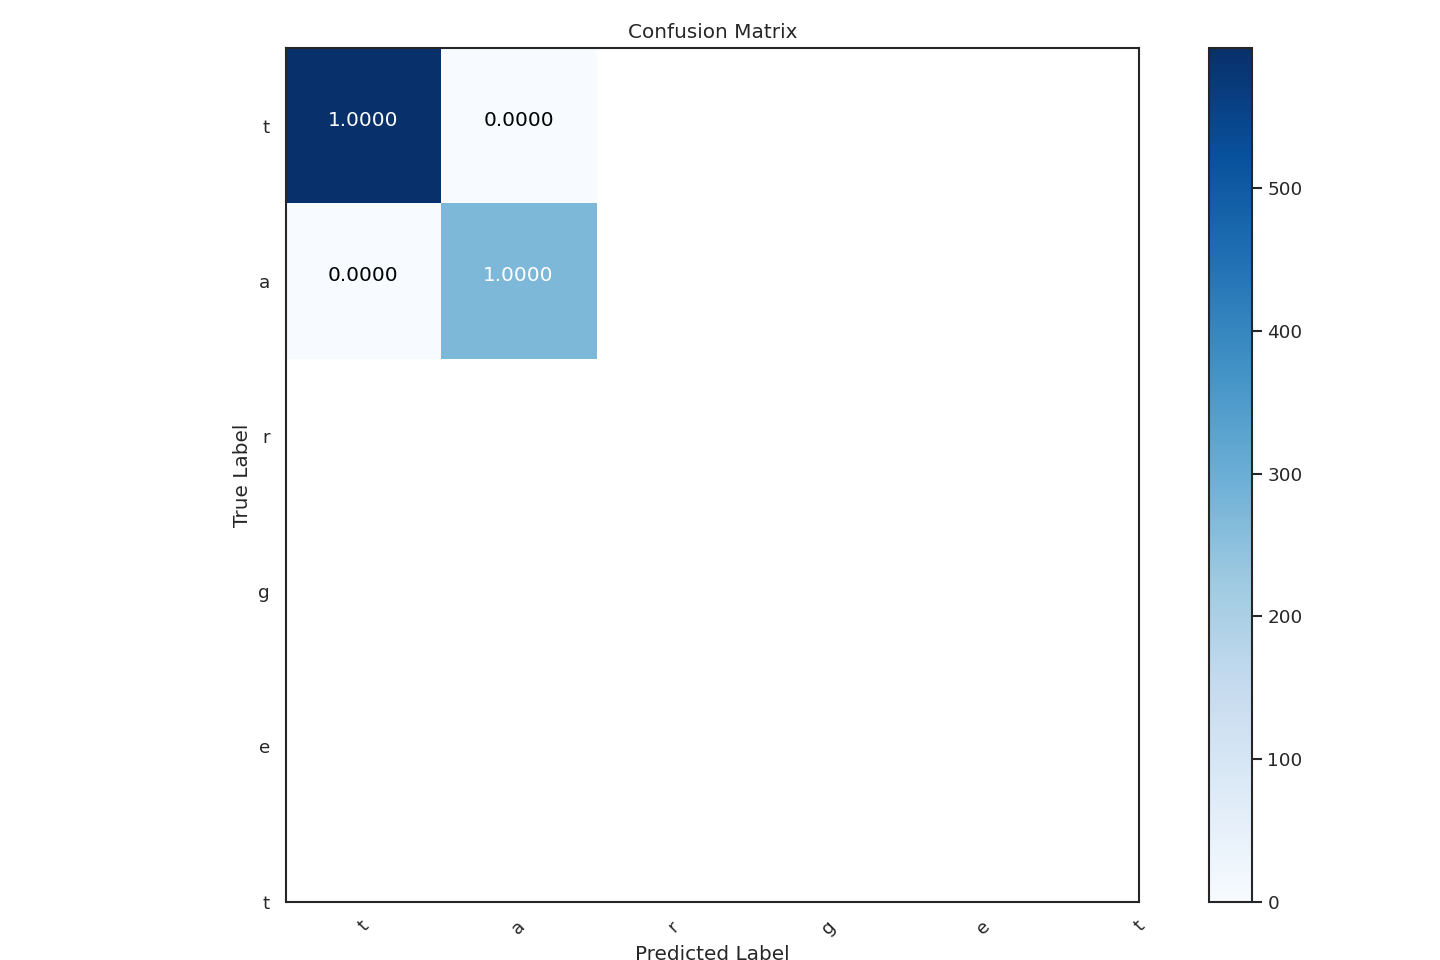 Confusion Matrix
t
1.0000 0.0000
a
0.0000 1.0000
r
g
e
t
True Label
t a r g e t
Predicted Label
500
400
300
200
100
0